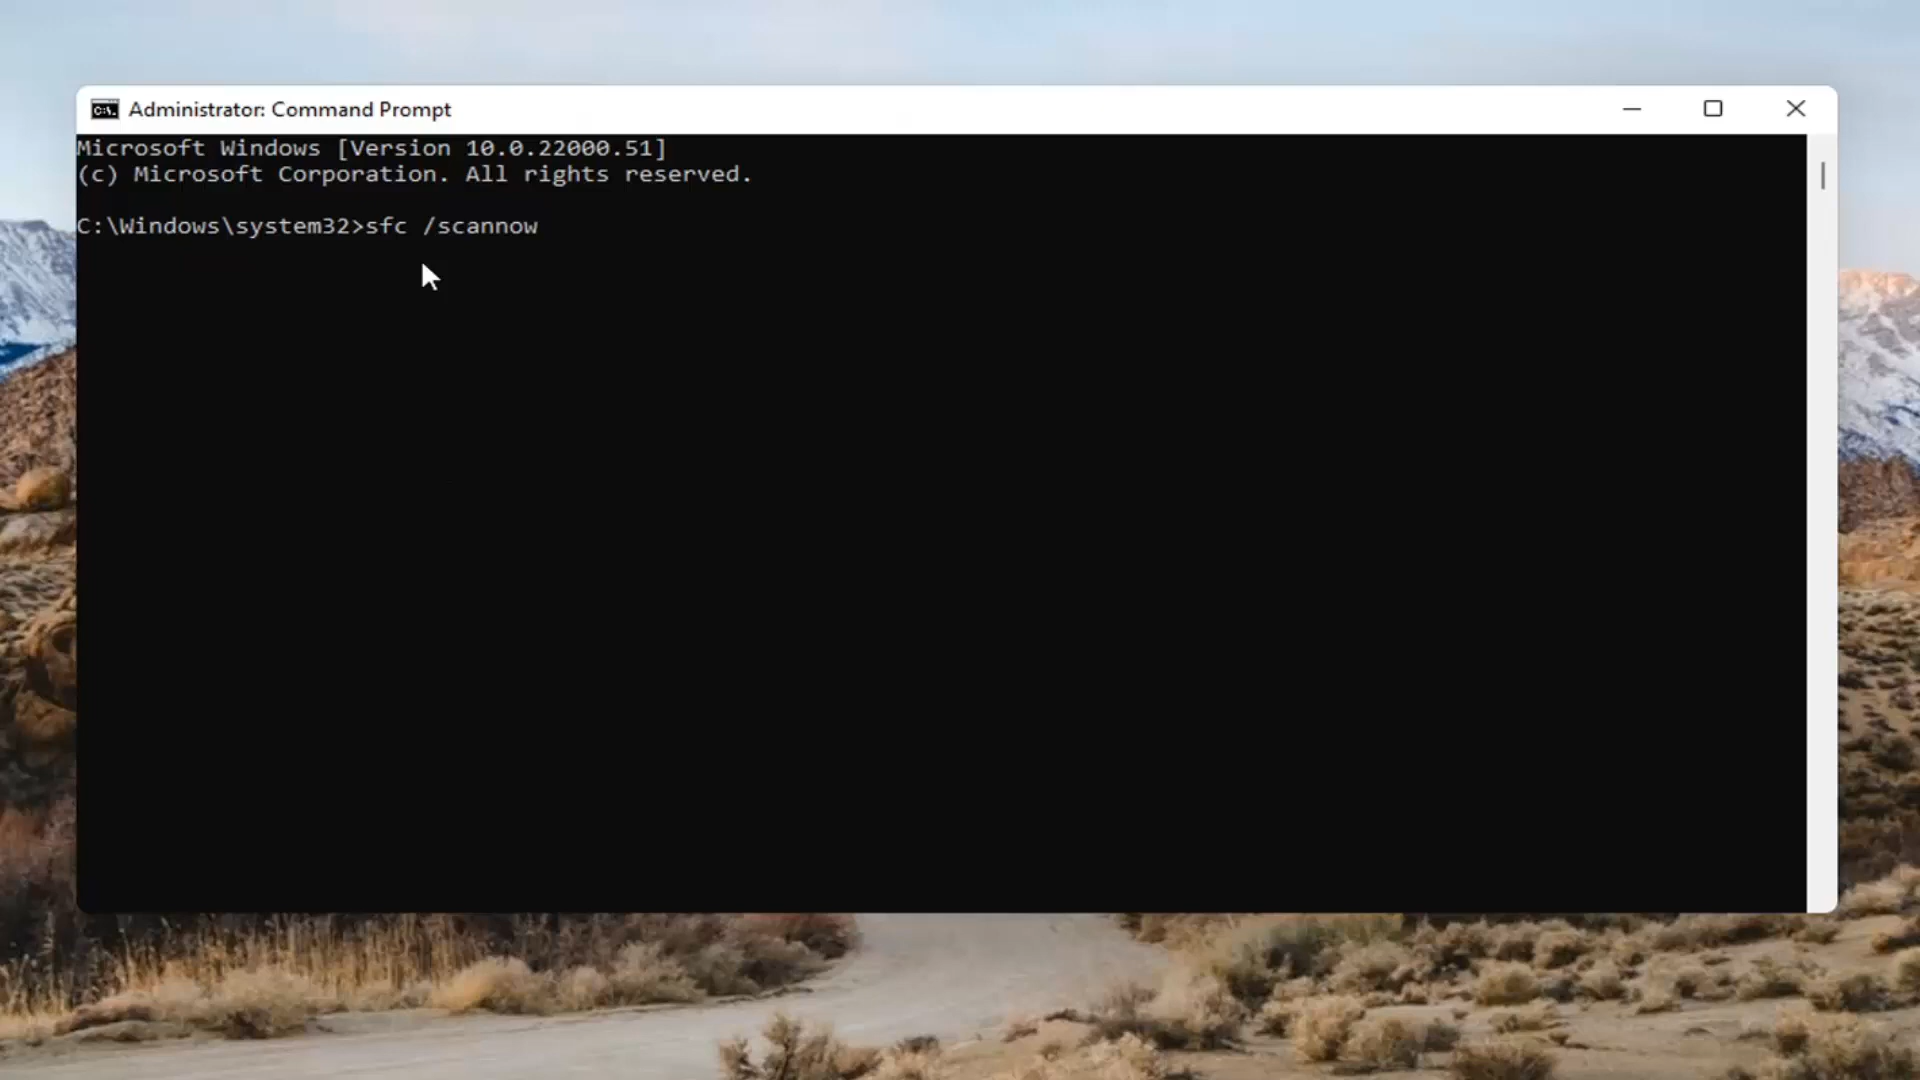 Administrator: Command Prompt
Microsoft Windows [Version 10.0.22000.51]
(c) Microsoft Corporation. All rights reserved.
C:\Windows\system32>sfc /scannow